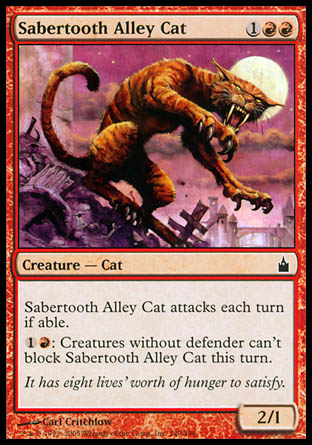 Sabertooth Alley Cat 1
Creature — Cat
Sabertooth Alley Cat attacks each turn
if able.
1: Creatures without defender can't
block Sabertooth Alley Cat this turn.
It has eight lives' worth of hunger to satisfy.
Carl Critchlow
2/1